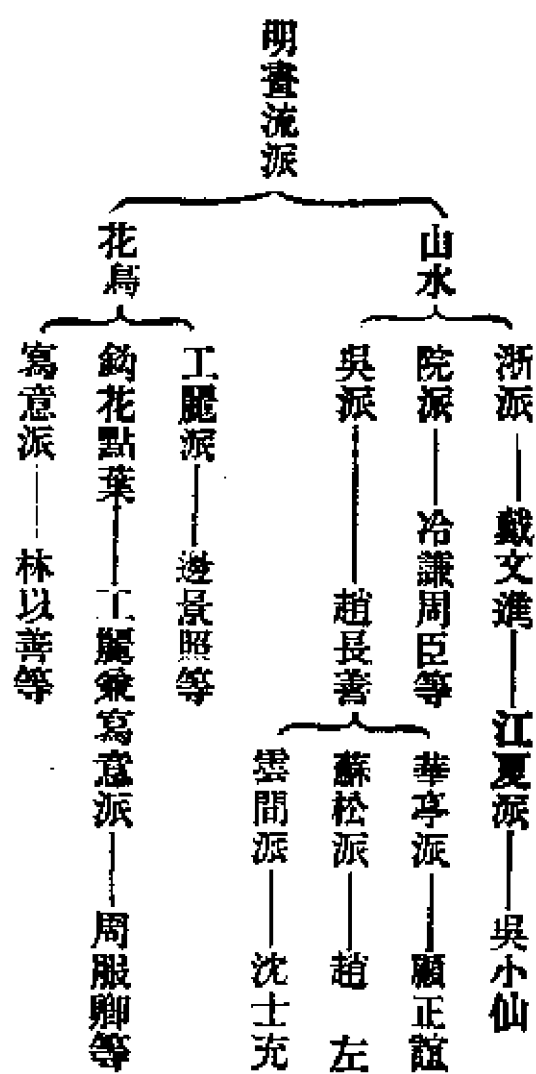 明畫流派
山水
浙派
戴文進
江夏派
吳小仙
院派
冷謙周臣等
吳派
趙長善
華亭派
顧正誼
蘇松派
趙左
雲間派
沈士充
花鳥
工麗派
邊景照等
鈎花點葉
工麗兼寫意派
周服卿等
寫意派
林以善等